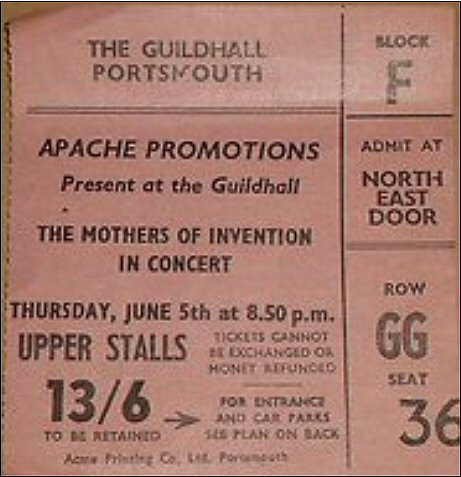 THE GUILDHALL
PORTSMOUTH
APACHE PROMOTIONS
Present at the Guildhall
THE MOTHERS OF INVENTION
IN CONCERT
THURSDAY, JUNE 5th at 8.50 p.m.
UPPER STALLS
TICKETS CANNOT
BE EXCHANGED OR
MONEY REFUNDED
13/6
TO BE RETAINED
FOR ENTRANCE
AND CAR PARKS
SEE PLAN ON BACK
Acme Printing Co., Ltd. Portsmouth
BLOCK
F
ADMIT AT
NORTH
EAST
DOOR
ROW
GG
SEAT
36